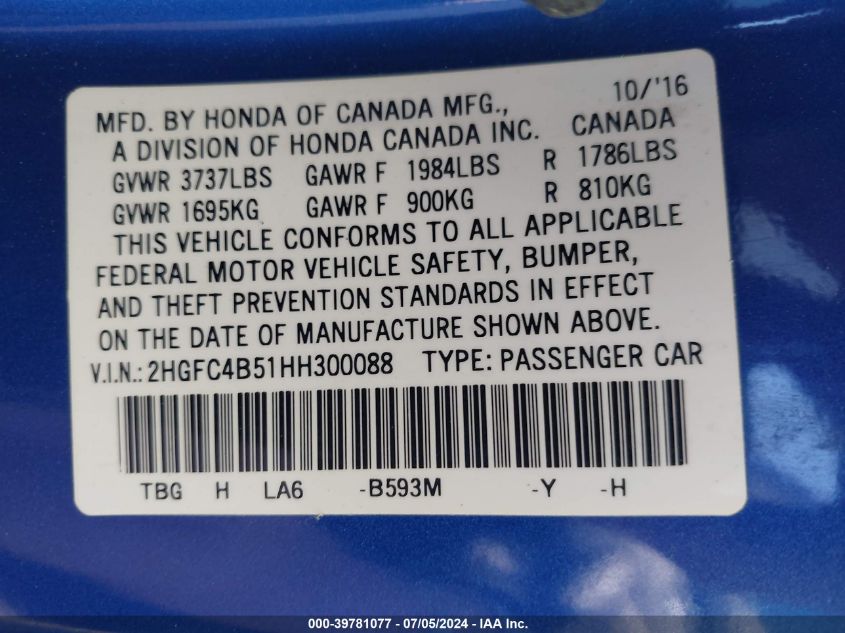 10/'16
MFD. BY HONDA OF CANADA MFG., CANADA
A DIVISION OF HONDA CANADA INC.
GVWR 3737LBS GAWR F 1984LBS R 1786LBS
GVWR 1695KG GAWR F 900KG R 810KG
THIS VEHICLE CONFORMS TO ALL APPLICABLE
FEDERAL MOTOR VEHICLE SAFETY, BUMPER,
AND THEFT PREVENTION STANDARDS IN EFFECT
ON THE DATE OF MANUFACTURE SHOWN ABOVE.
V.I.N.: 2HGFC4B51HH300088 TYPE: PASSENGER CAR
TBG H LA6 -B593M -Y -H
000-39781077 - 07/05/2024 - IAA Inc.